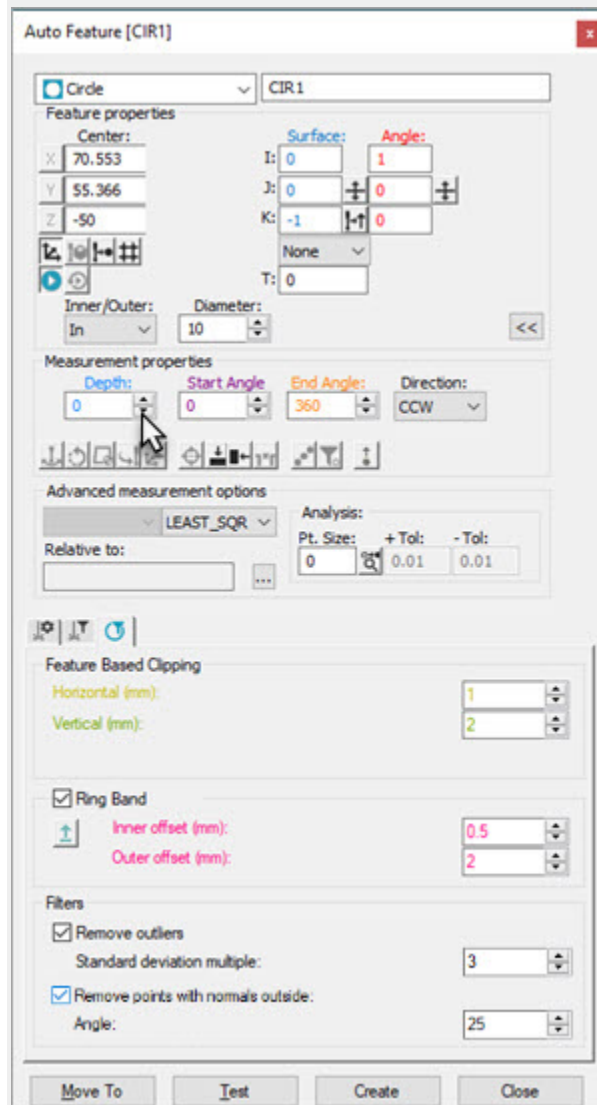 Auto Feature [CIR1]
x
Circle CIR1
Feature properties
Center: Surface: Angle:
X 70.553 I: 0 1
Y 55.366 J: 0 0
Z -50 K: -1 0
None
T: 0
Inner/Outer: Diameter:
In 10 <<
Measurement properties
Depth: Start Angle End Angle: Direction:
0 0 360 CCW
Advanced measurement options
LEAST_SQR Analysis:
Pt. Size: + Tol: - Tol:
Relative to: 0 0.01 0.01
...
Feature Based Clipping
Horizontal (mm): 1
Vertical (mm): 2
Ring Band
Inner offset (mm): 0.5
Outer offset (mm): 2
Filters
Remove outliers
Standard deviation multiple: 3
Remove points with normals outside:
Angle: 25
Move To Test Create Close